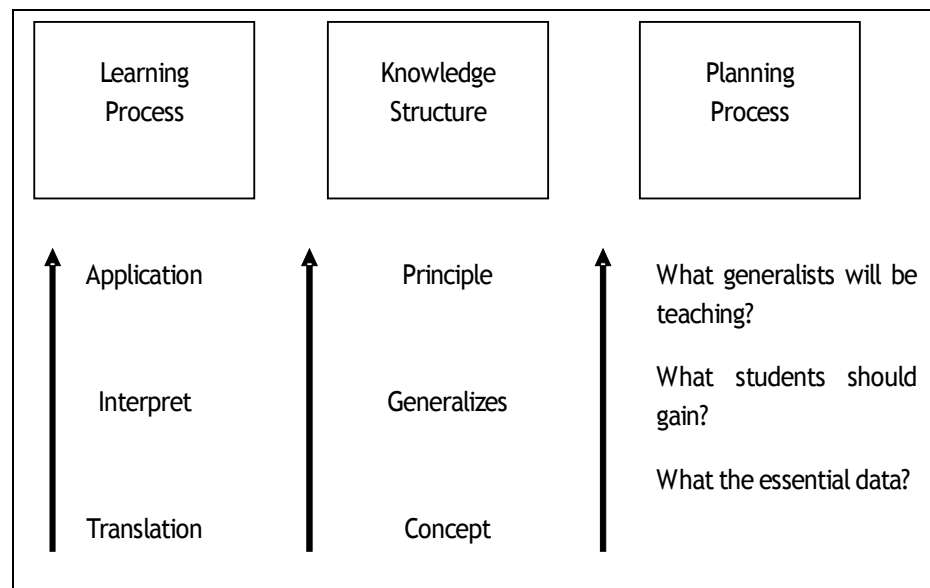 Learning
Process
Knowledge
Structure
Planning
Process
Application
Principle
What generalists will be
teaching?
Interpret
Generalizes
What students should
gain?
What the essential data?
Translation
Concept